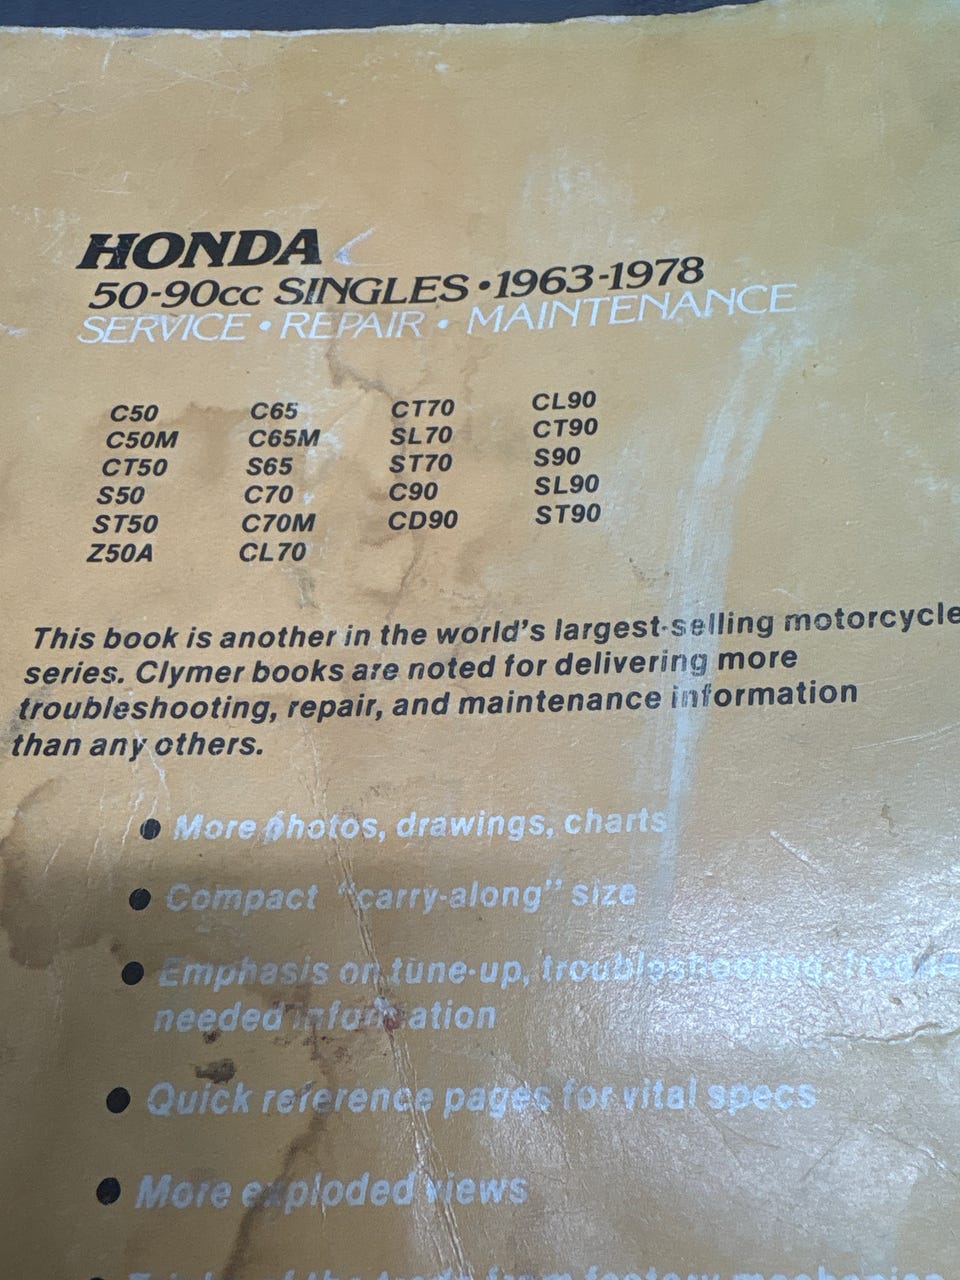 HONDA
50-90cc SINGLES • 1963-1978
SERVICE • REPAIR • MAINTENANCE
C50 C65 CT70 CL90
C50M C65M SL70 CT90
CT50 S65 ST70 S90
S50 C70 C90 SL90
ST50 C70M CD90 ST90
Z50A CL70
This book is another in the world's largest-selling motorcycle
series. Clymer books are noted for delivering more
troubleshooting, repair, and maintenance information
than any others.
● More photos, drawings, charts
● Compact "carry-along" size
● Emphasis on tune-up, troubleshooting,
needed information
● Quick reference pages for vital specs
● More exploded views